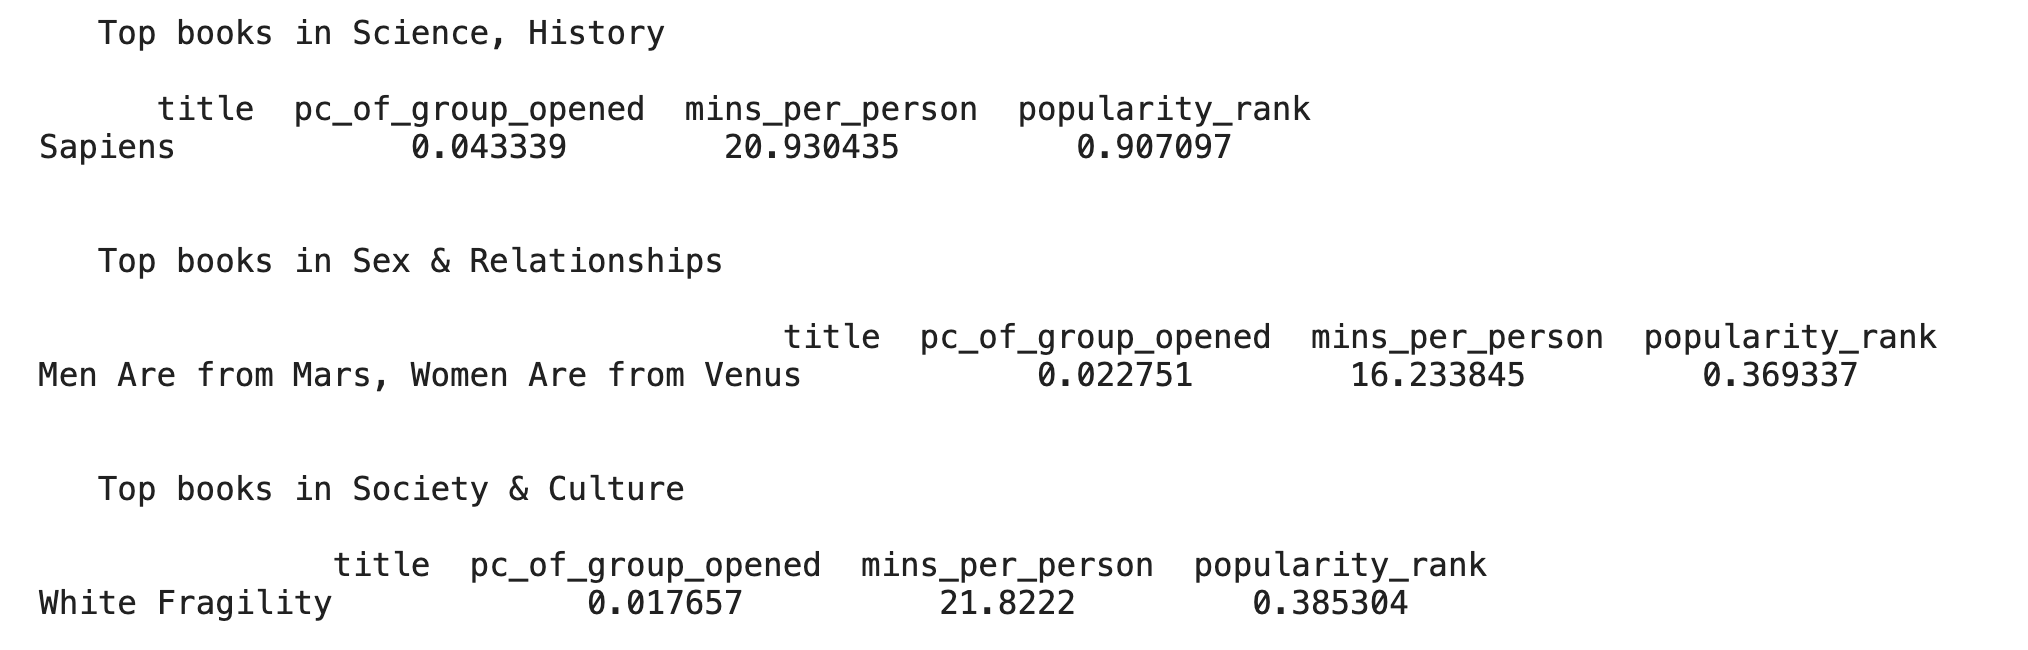 Top books in Science, History
title pc_of_group_opened mins_per_person popularity_rank
Sapiens 0.043339 20.930435 0.907097
Top books in Sex & Relationships
title pc_of_group_opened mins_per_person popularity_rank
Men Are from Mars, Women Are from Venus 0.022751 16.233845 0.369337
Top books in Society & Culture
title pc_of_group_opened mins_per_person popularity_rank
White Fragility 0.017657 21.8222 0.385304